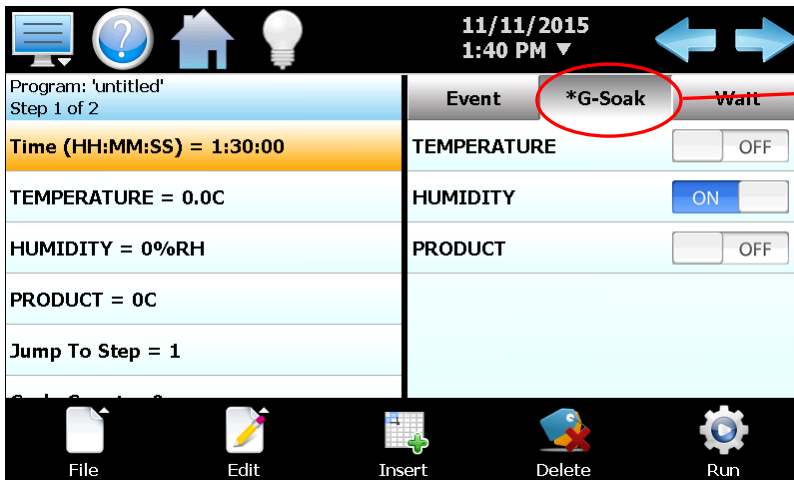 11/11/2015
1:40 PM ▼
Program: 'untitled'
Step 1 of 2
Time (HH:MM:SS) = 1:30:00
TEMPERATURE = 0.0C
HUMIDITY = 0%RH
PRODUCT = 0C
Jump To Step = 1
Event
*G-Soak
Wait
TEMPERATURE
OFF
HUMIDITY
ON
PRODUCT
OFF
File
Edit
Insert
Delete
Run